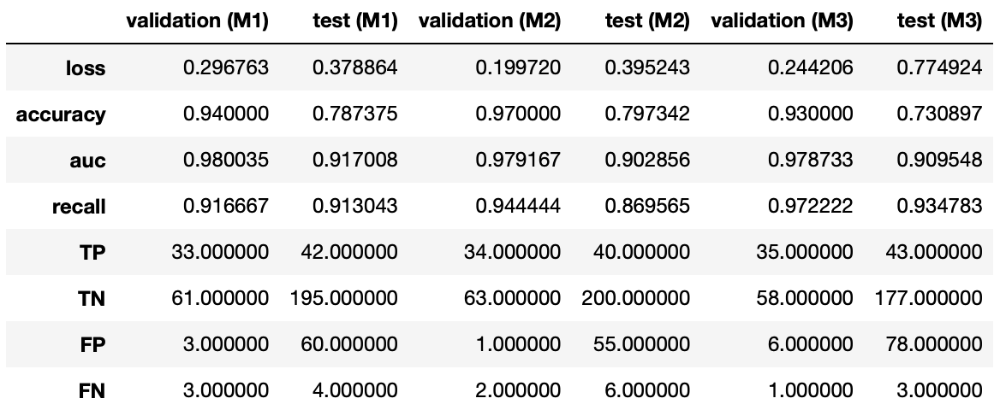 validation (M1) test (M1) validation (M2) test (M2) validation (M3) test (M3)
loss 0.296763 0.378864 0.199720 0.395243 0.244206 0.774924
accuracy 0.940000 0.787375 0.970000 0.797342 0.930000 0.730897
auc 0.980035 0.917008 0.979167 0.902856 0.978733 0.909548
recall 0.916667 0.913043 0.944444 0.869565 0.972222 0.934783
TP 33.000000 42.000000 34.000000 40.000000 35.000000 43.000000
TN 61.000000 195.000000 63.000000 200.000000 58.000000 177.000000
FP 3.000000 60.000000 1.000000 55.000000 6.000000 78.000000
FN 3.000000 4.000000 2.000000 6.000000 1.000000 3.000000